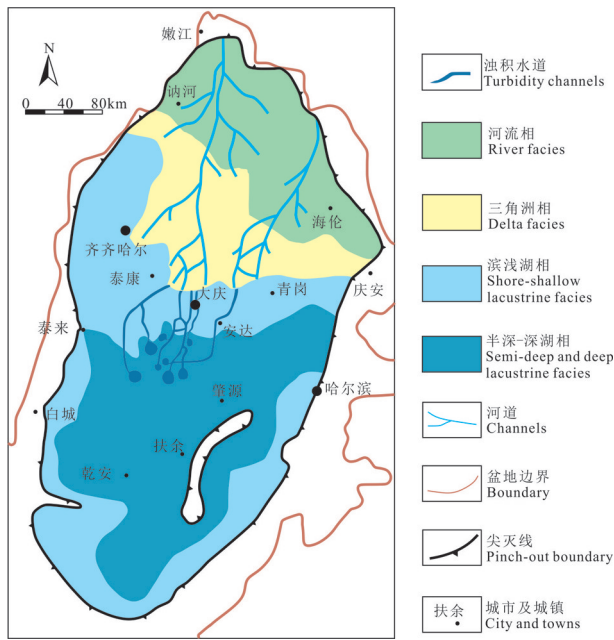 嫩江
N
0 40 80km
讷河
海伦
齐齐哈尔
泰康
大庆
青岗
庆安
泰来
安达
肇源
哈尔滨
白城
扶余
乾安
浊积水道
Turbidity channels
河流相
River facies
三角洲相
Delta facies
滨浅湖相
Shore-shallow
lacustrine facies
半深-深湖相
Semi-deep and deep
lacustrine facies
河道
Channels
盆地边界
Boundary
尖灭线
Pinch-out boundary
扶余
城市及城镇
City and towns